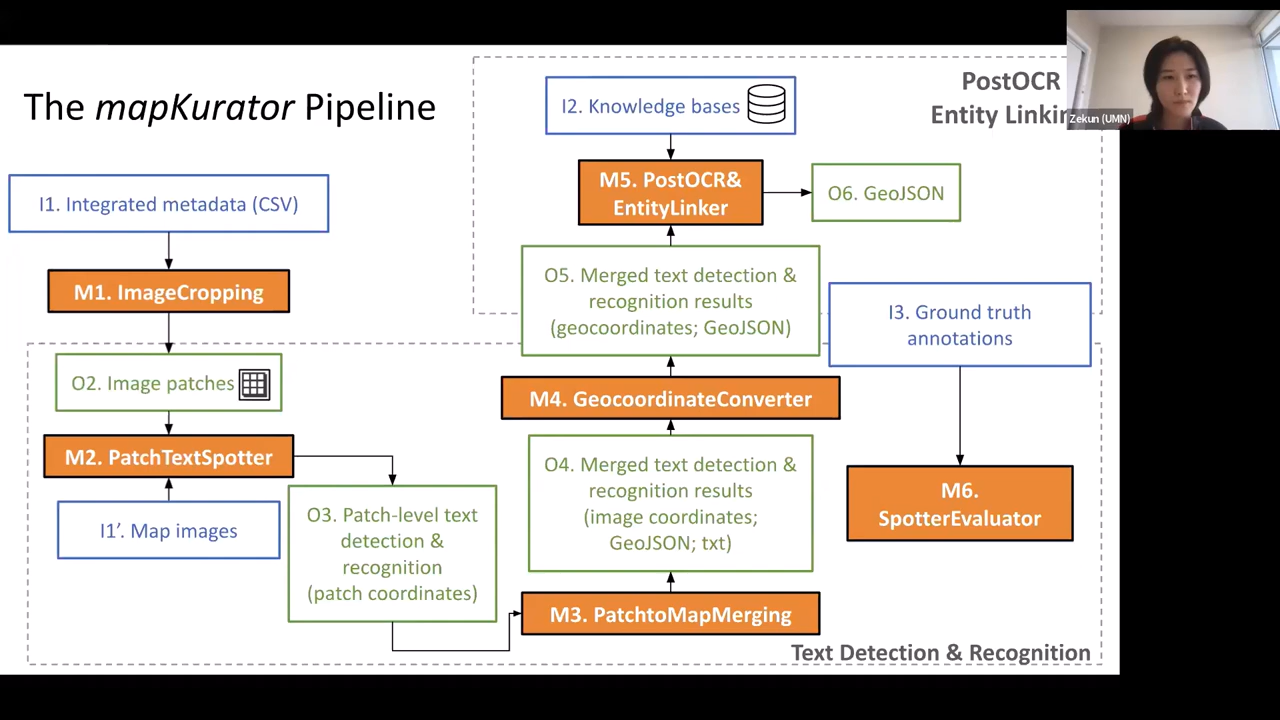 The mapKurator Pipeline
I1. Integrated metadata (CSV)
M1. ImageCropping
O2. Image patches
M2. PatchTextSpotter
I1’. Map images
O3. Patch-level text
detection &
recognition
(patch coordinates)
M3. PatchtoMapMerging
O4. Merged text detection &
recognition results
(image coordinates;
GeoJSON; txt)
M4. GeocoordinateConverter
O5. Merged text detection &
recognition results
(geocoordinates; GeoJSON)
M5. PostOCR&
EntityLinker
I2. Knowledge bases
O6. GeoJSON
PostOCR
Entity Linkin
I3. Ground truth
annotations
M6.
SpotterEvaluator
Text Detection & Recognition
Zekun (UMN)